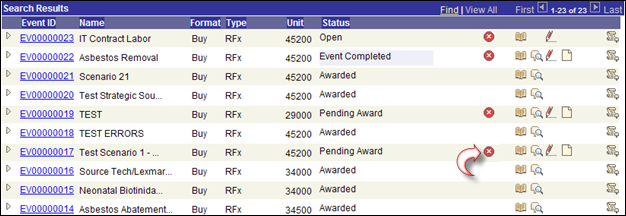 Search Results Find | View All First 1-23 of 23 Last
Event ID Name Format Type Unit Status
EV00000023 IT Contract Labor Buy RFx 45200 Open
EV00000022 Asbestos Removal Buy RFx 45200 Event Completed
EV00000021 Scenario 21 Buy RFx 45200 Awarded
EV00000020 Test Strategic Sou... Buy RFx 45200 Awarded
EV00000019 TEST Buy RFx 29000 Pending Award
EV00000018 TEST ERRORS Buy RFx 45200 Awarded
EV00000017 Test Scenario 1 - ... Buy RFx 45200 Pending Award
EV00000016 Source Tech/Lexmar... Buy RFx 34000 Awarded
EV00000015 Neonatal Biotinida... Buy RFx 34000 Awarded
EV00000014 Asbestos Abatement... Buy RFx 34500 Awarded